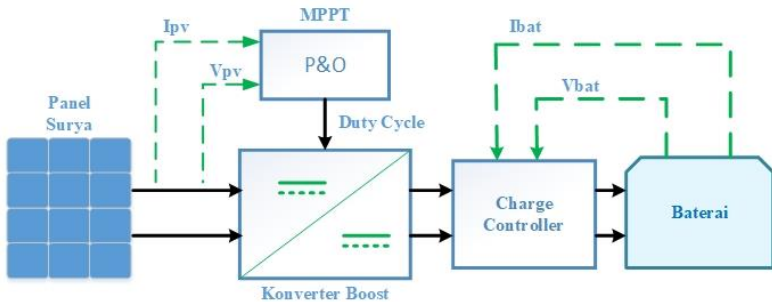 Ipv
MPPT
Ibat
P&O
Vpv
Vbat
Panel
Surya
Duty Cycle
Charge
Controller
Baterai
Konverter Boost